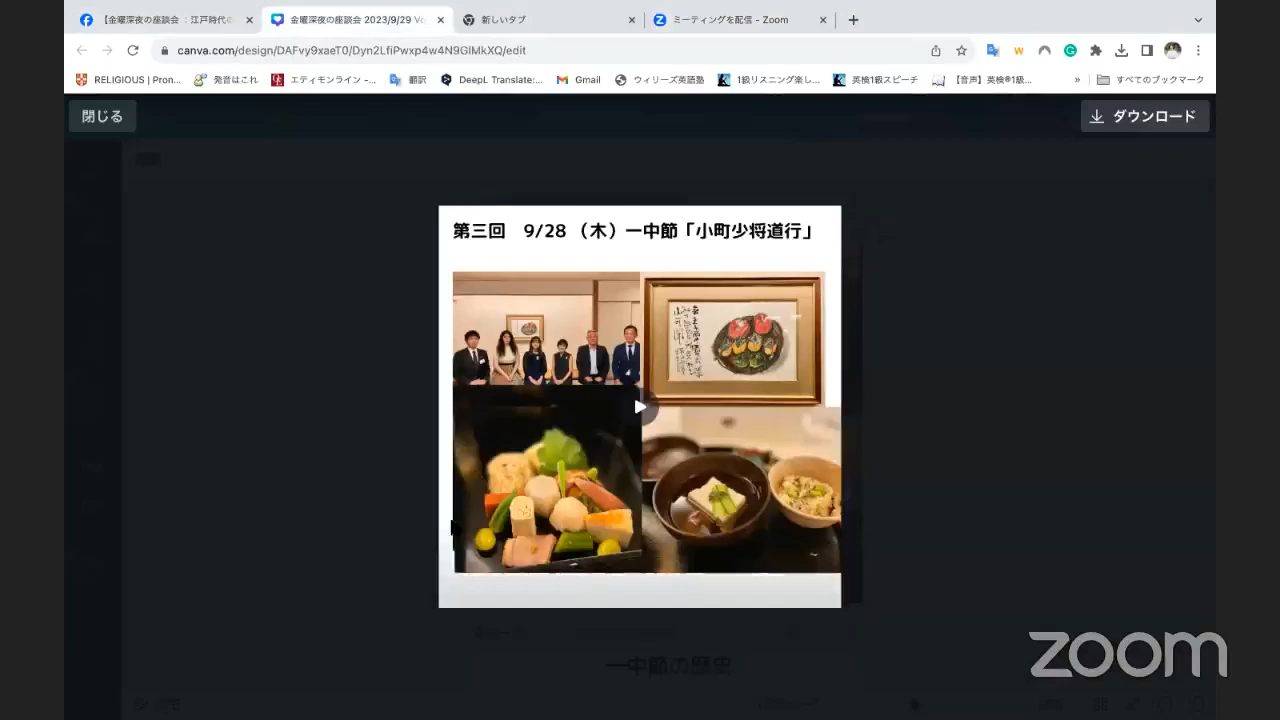 【金曜深夜の座談会 ：江戸時代の
金曜深夜の座談会 2023/9/29 Vo
新しいタブ
ミーティングを配信 - Zoom
canva.com/design/DAFvy9xaeT0/Dyn2LfiPwxp4w4N9GIMkXQ/edit
RELIGIOUS | Pron...
発音はこれ
エティモンライン -...
翻訳
DeepL Translate:...
Gmail
ウィリーズ英語塾
1級リスニング楽し...
英検1級スピーチ
【音声】英検®1級...
»
すべてのブックマーク
閉じる
ダウンロード
第三回　9/28 （木）一中節「小町少将道行」
一中節の歴史
zoom